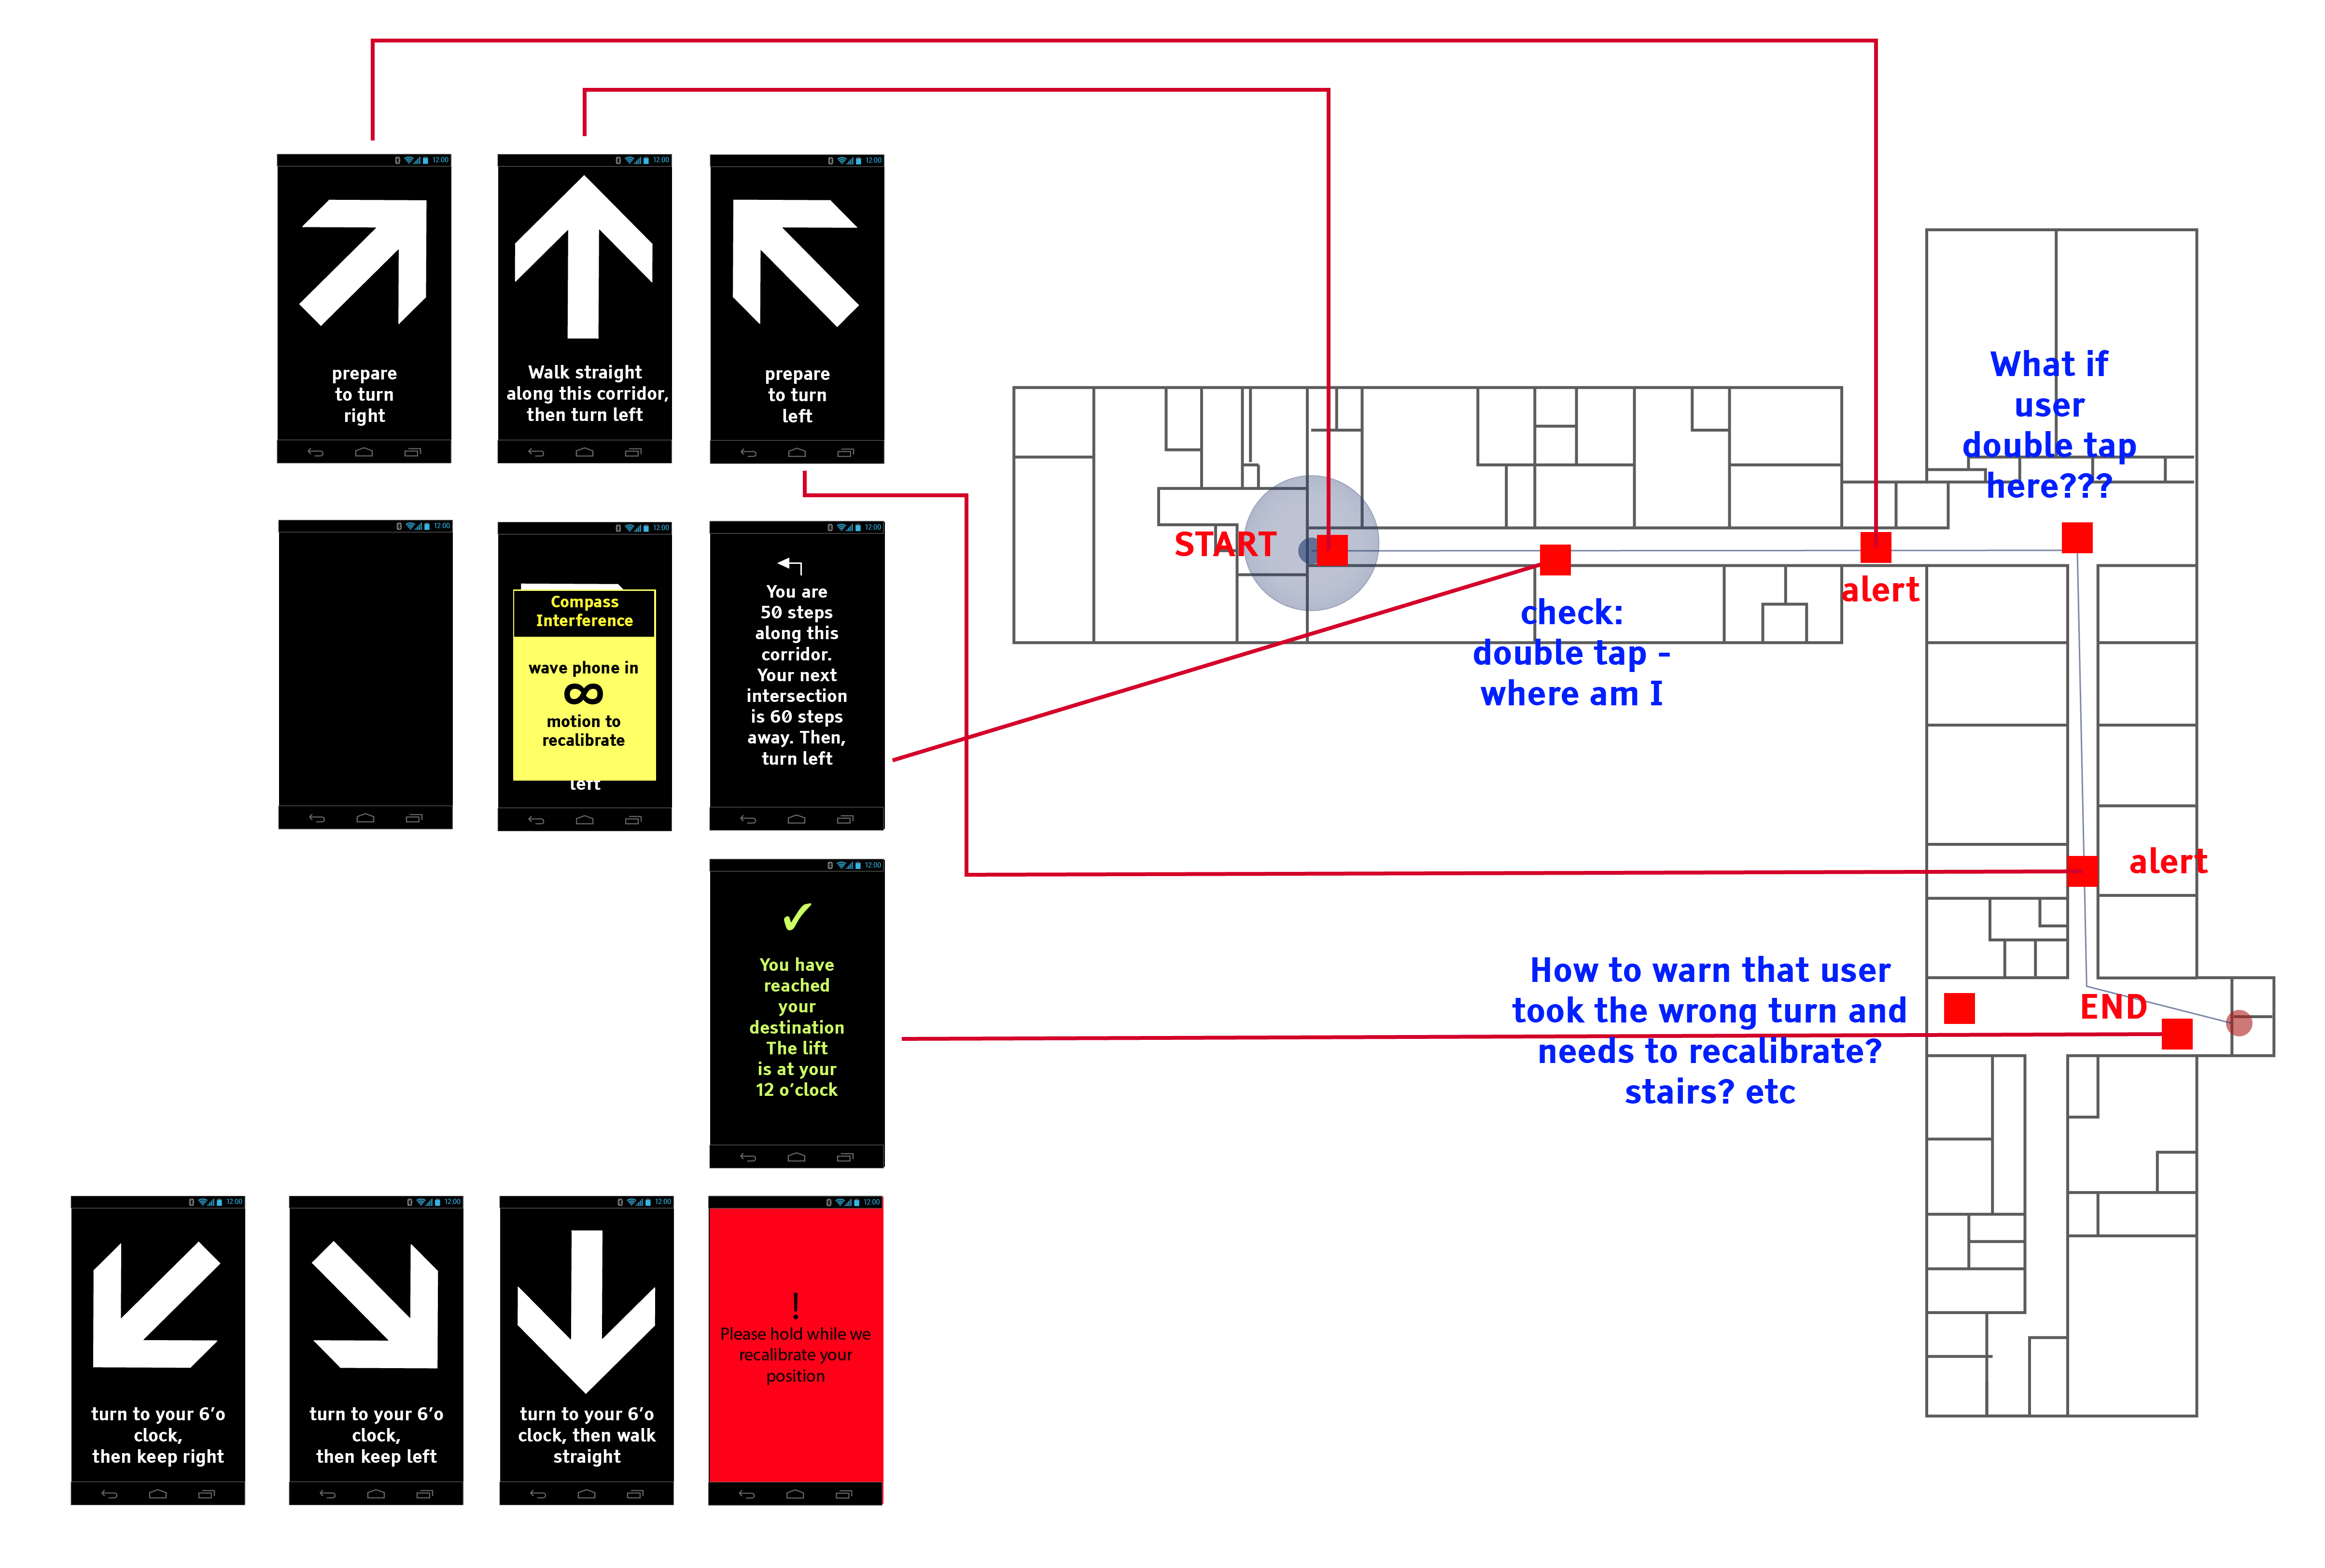 12:00
12:00
12:00
prepare
to turn
right
Walk straight
along this corridor,
then turn left
prepare
to turn
left
12:00
12:00
12:00
Compass
Interference
wave phone in
∞
motion to
recalibrate
left
You are
50 steps
along this
corridor.
Your next
intersection
is 60 steps
away. Then,
turn left
12:00
✓
You have
reached
your
destination
The lift
is at your
12 o’clock
12:00
12:00
12:00
12:00
turn to your 6’o
clock,
then keep right
turn to your 6’o
clock,
then keep left
turn to your 6’o
clock, then walk
straight
!
Please hold while we
recalibrate your
position
START
check:
double tap -
where am I
alert
What if
user
double tap
here???
alert
How to warn that user
took the wrong turn and
needs to recalibrate?
stairs? etc
END